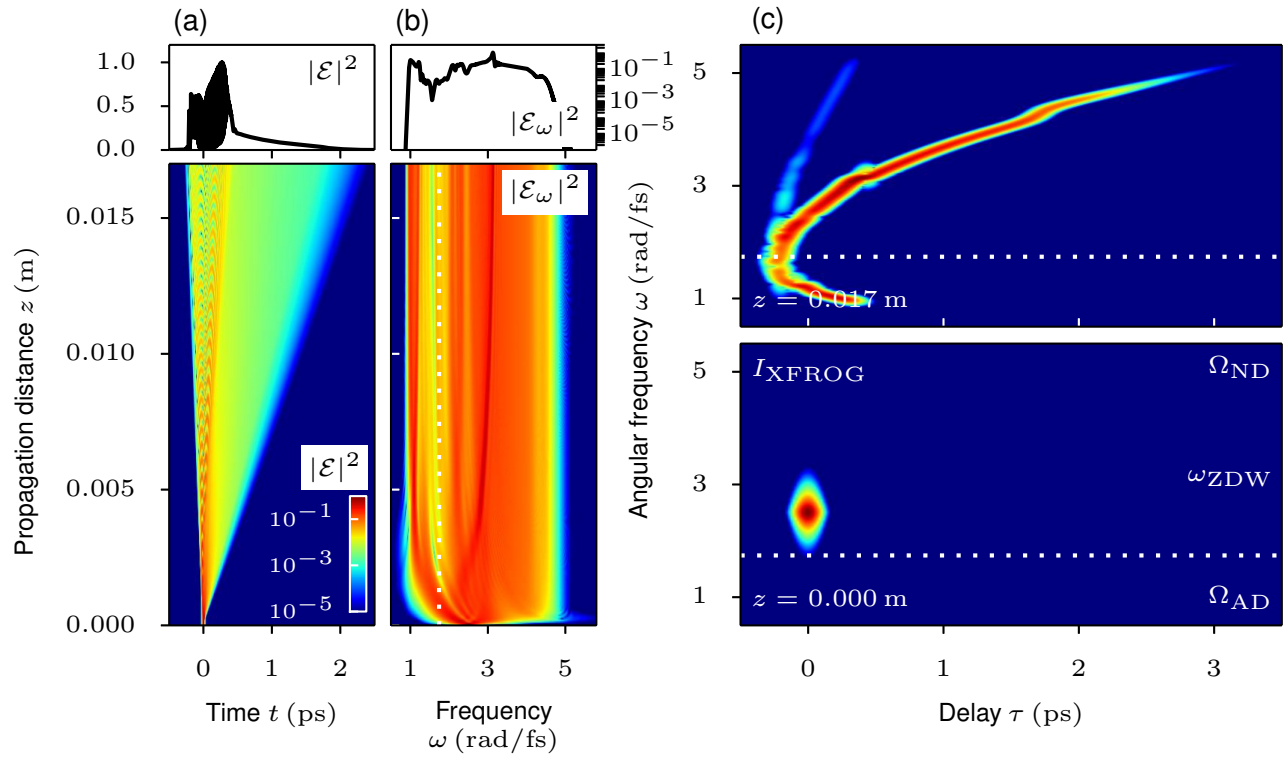 (a)
(b)
(c)
1.0
0.5
0.0
|ℰ|²
|ℰ_ω|²
10⁻¹
10⁻³
10⁻⁵
0.015
0.010
0.005
0.000
Propagation distance z (m)
|ℰ|²
10⁻¹
10⁻³
10⁻⁵
0 1 2
Time t (ps)
|ℰ_ω|²
1 3 5
Frequency
ω (rad/fs)
Angular frequency ω (rad/fs)
5
3
1
z = 0.017 m
5
3
1
I_XFROG
Ω_ND
ω_ZDW
z = 0.000 m
Ω_AD
0 1 2 3
Delay τ (ps)